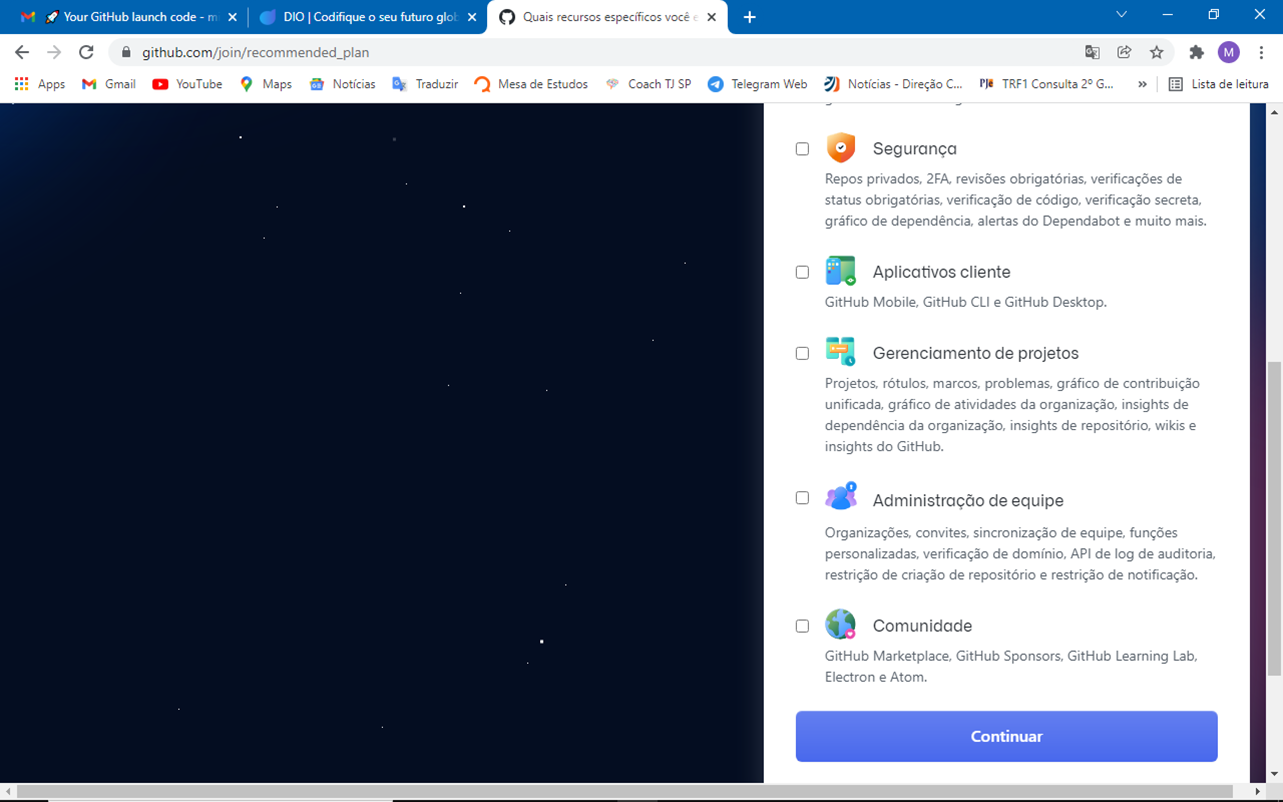 Your GitHub launch code - m
DIO | Codifique o seu futuro glob
Quais recursos específicos você e
github.com/join/recommended_plan
M
Apps
Gmail
YouTube
Maps
Notícias
Traduzir
Mesa de Estudos
Coach TJ SP
Telegram Web
Notícias - Direção C...
PJe
TRF1 Consulta 2º G...
»
Lista de leitura
Segurança
Repos privados, 2FA, revisões obrigatórias, verificações de
status obrigatórias, verificação de código, verificação secreta,
gráfico de dependência, alertas do Dependabot e muito mais.
Aplicativos cliente
GitHub Mobile, GitHub CLI e GitHub Desktop.
Gerenciamento de projetos
Projetos, rótulos, marcos, problemas, gráfico de contribuição
unificada, gráfico de atividades da organização, insights de
dependência da organização, insights de repositório, wikis e
insights do GitHub.
Administração de equipe
Organizações, convites, sincronização de equipe, funções
personalizadas, verificação de domínio, API de log de auditoria,
restrição de criação de repositório e restrição de notificação.
Comunidade
GitHub Marketplace, GitHub Sponsors, GitHub Learning Lab,
Electron e Atom.
Continuar